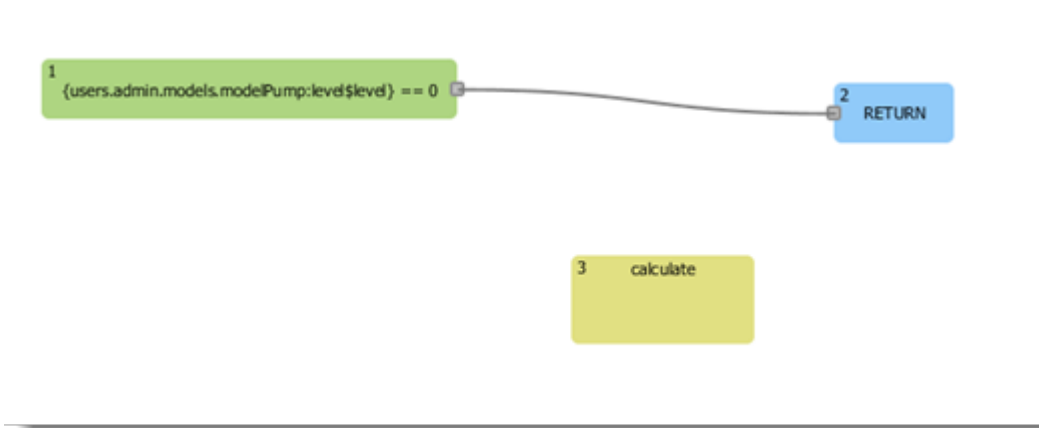 1
{users.admin.models.modelPump:level$level} == 0
2
RETURN
3 calculate